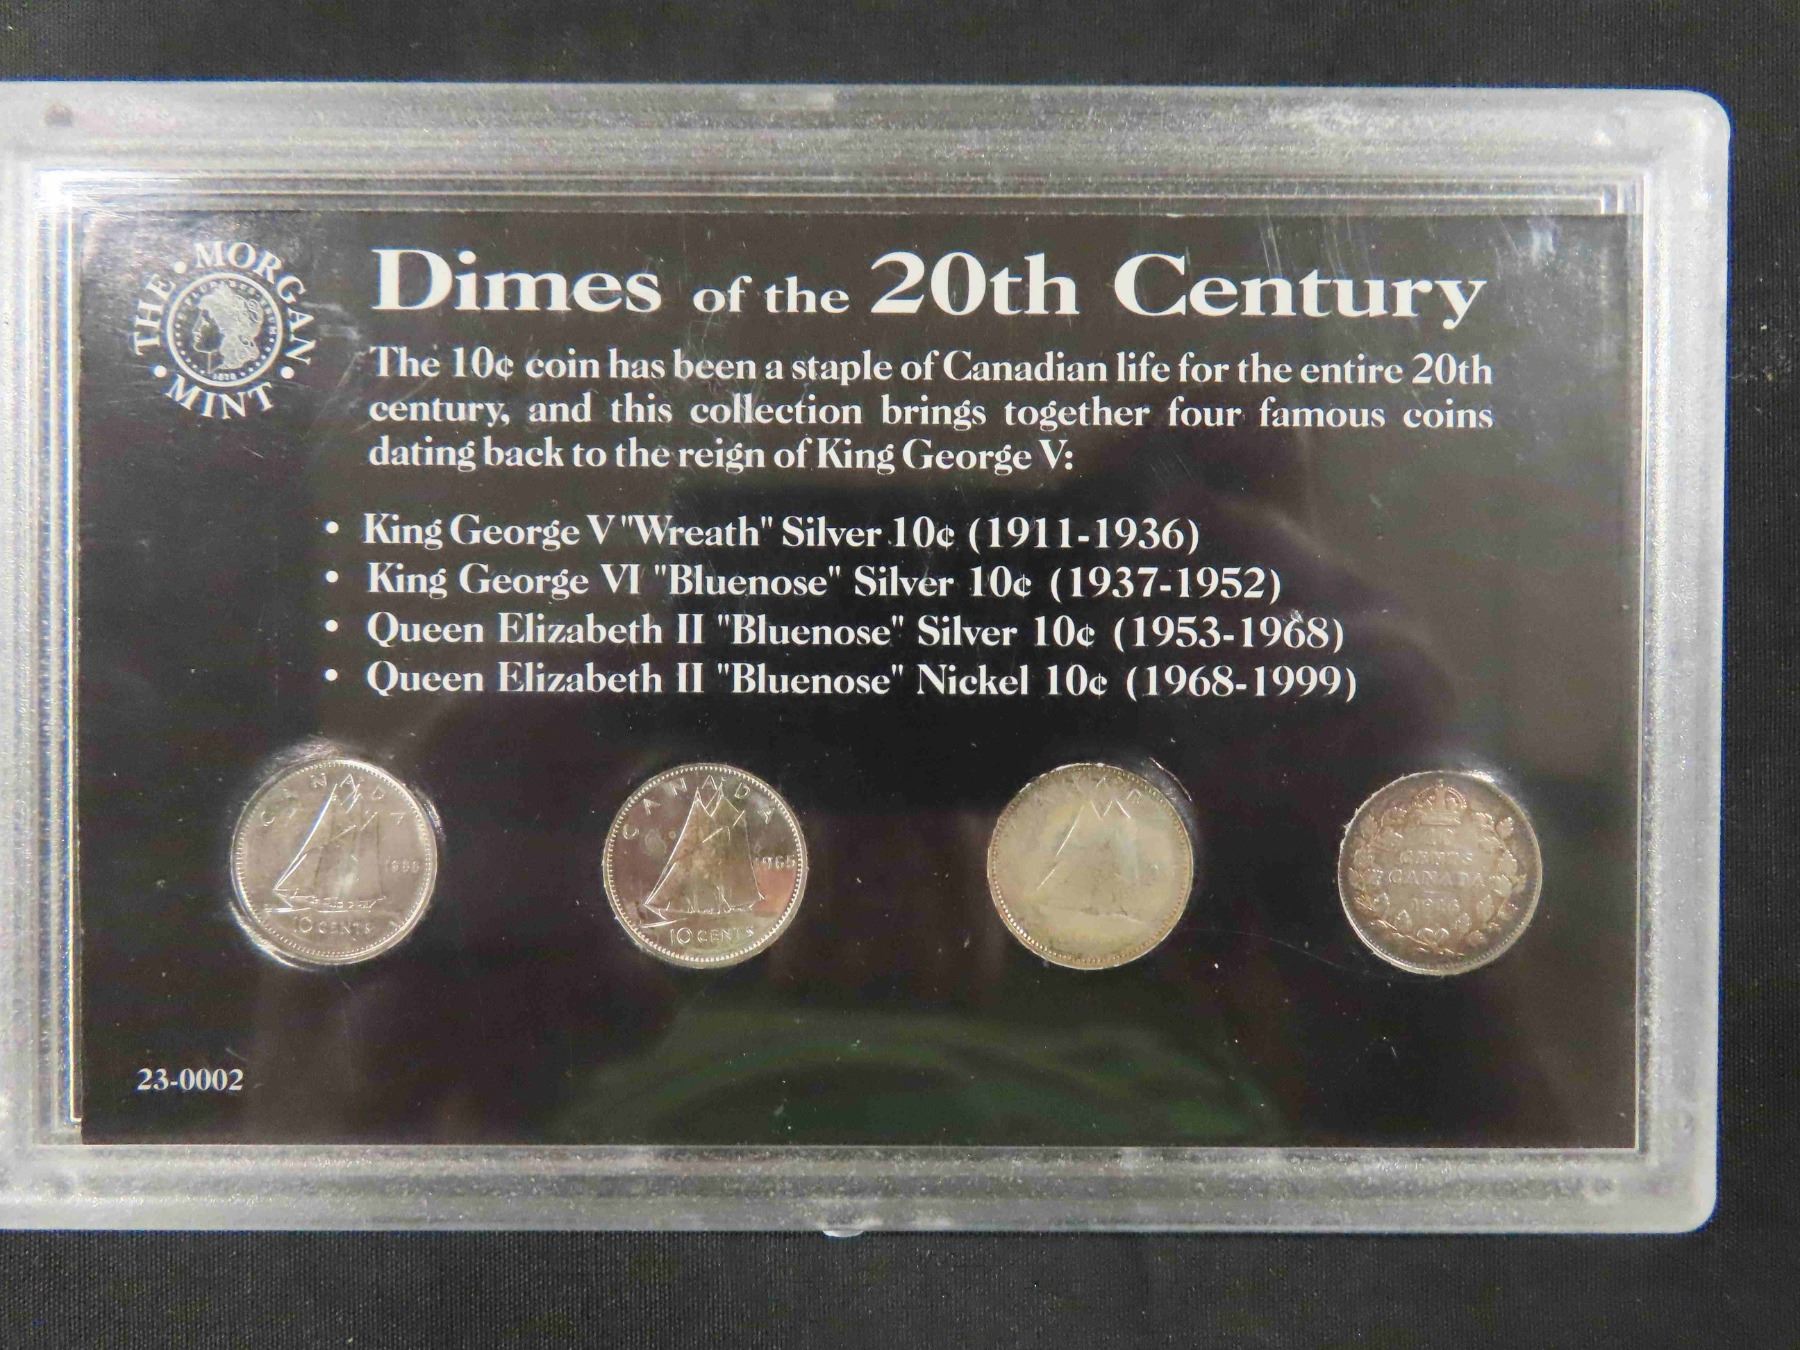 THE • MORGAN • MINT •
Dimes of the 20th Century
The 10¢ coin has been a staple of Canadian life for the entire 20th
century, and this collection brings together four famous coins
dating back to the reign of King George V:
• King George V "Wreath" Silver 10¢ (1911-1936)
• King George VI "Bluenose" Silver 10¢ (1937-1952)
• Queen Elizabeth II "Bluenose" Silver 10¢ (1953-1968)
• Queen Elizabeth II "Bluenose" Nickel 10¢ (1968-1999)
CANADA
10 CENTS
CANADA
1965
10 CENTS
CENTS
CANADA
23-0002